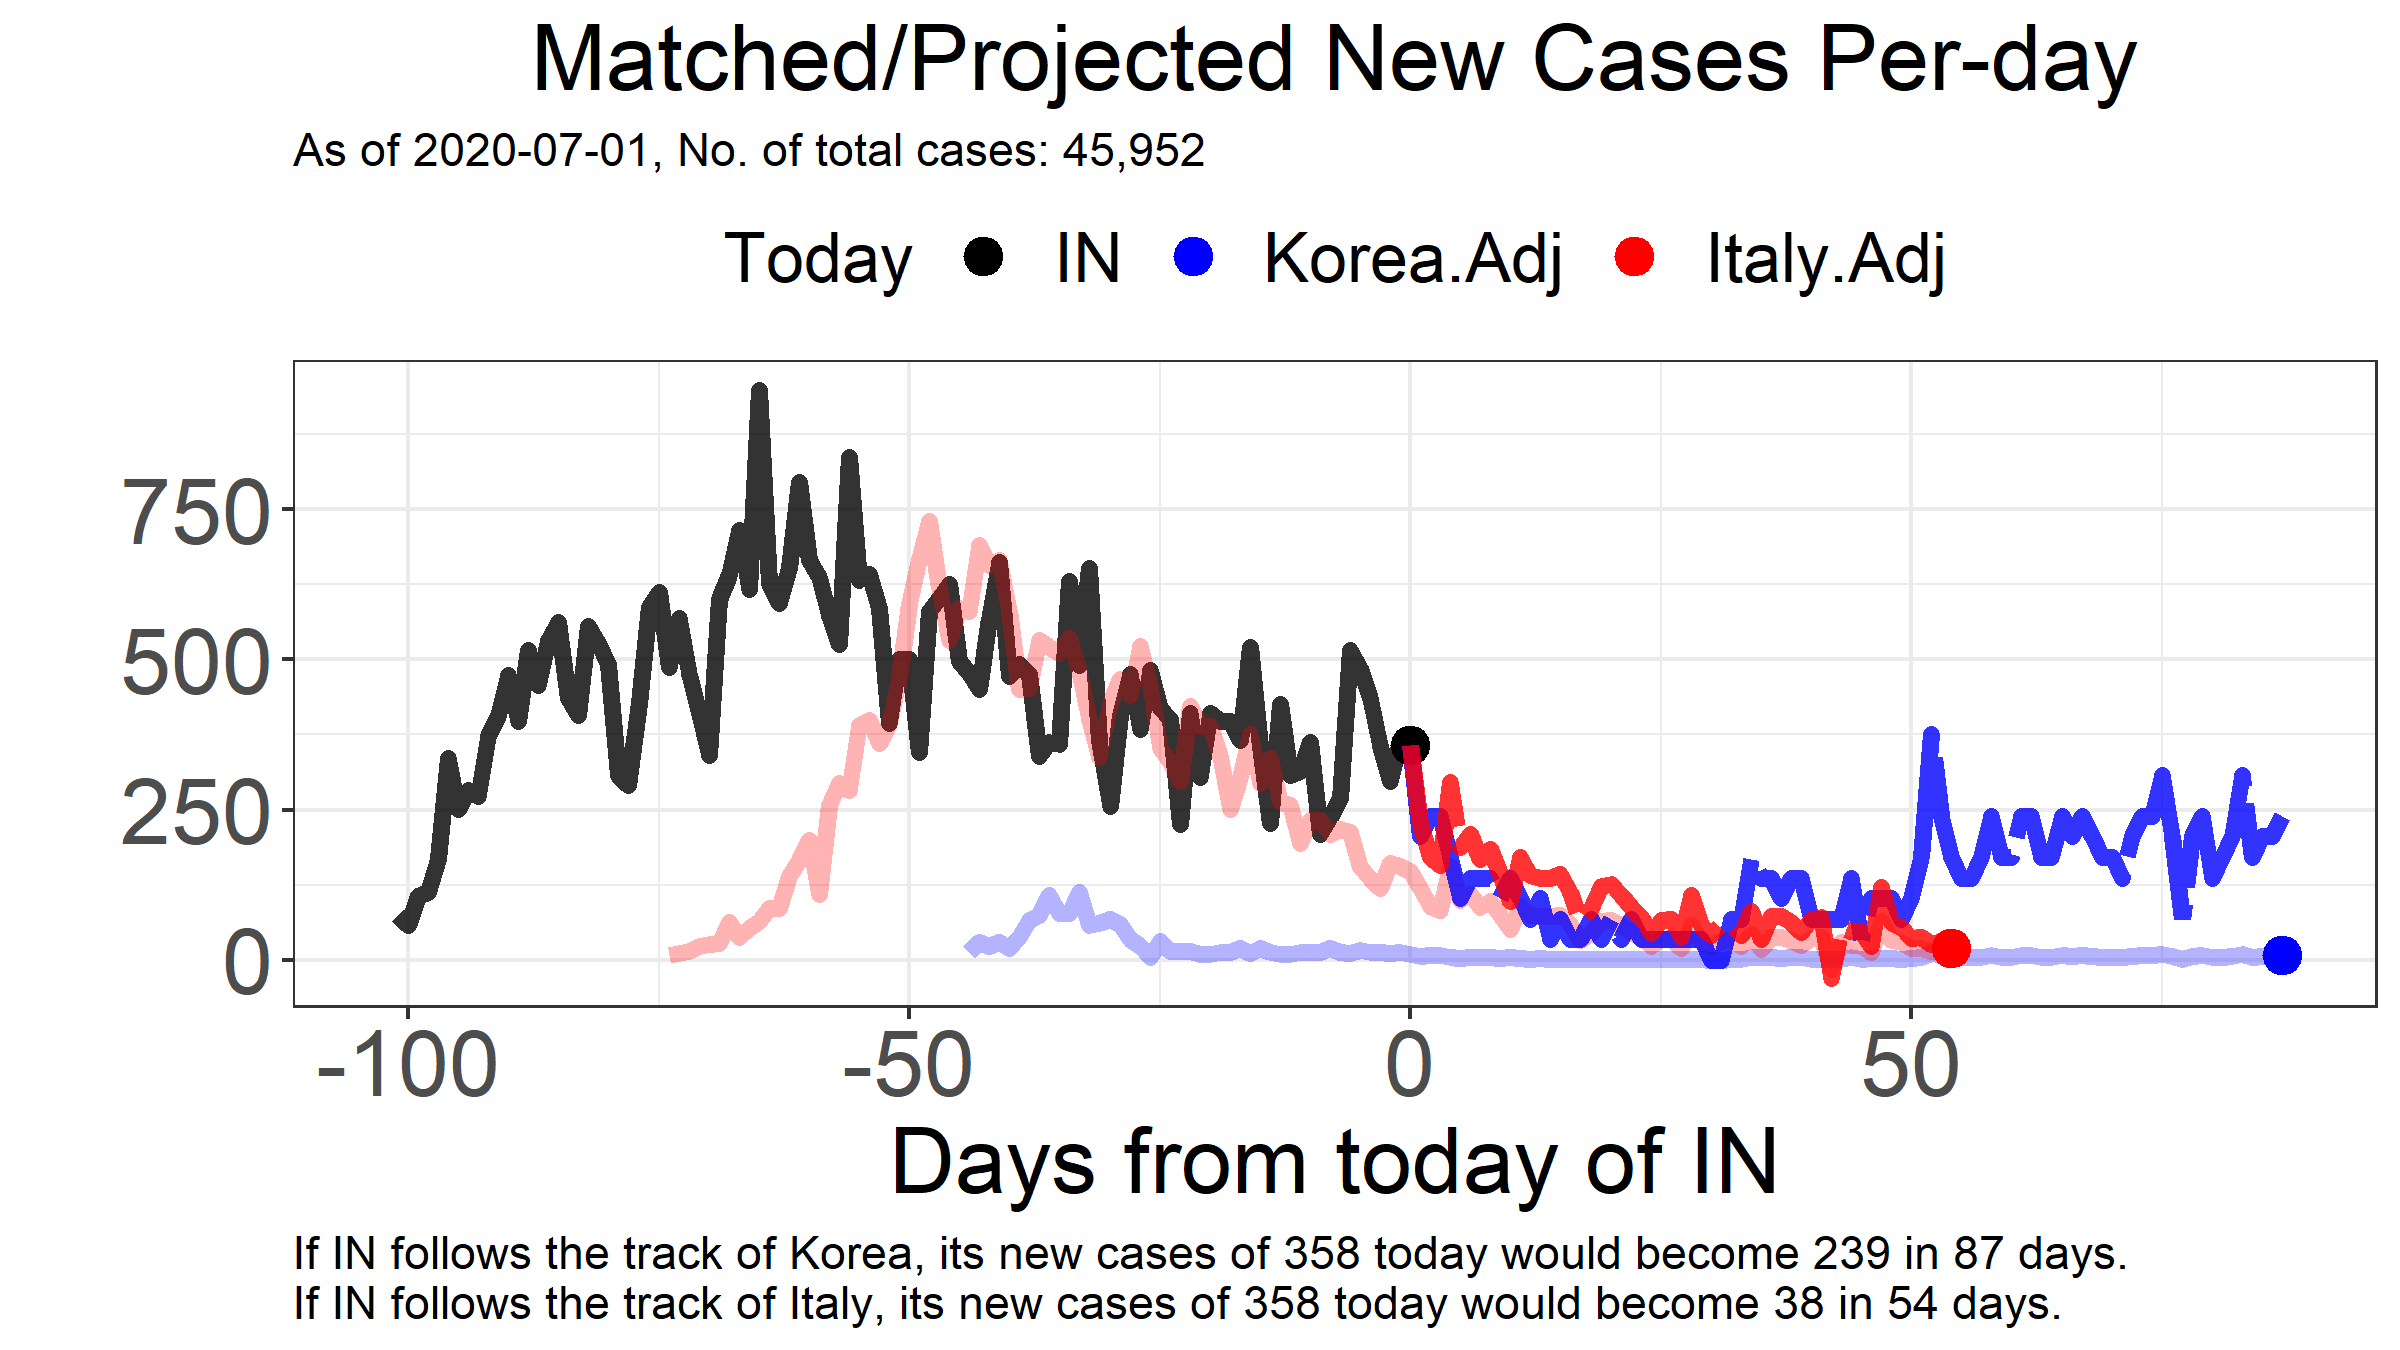 Matched/Projected New Cases Per-day
As of 2020-07-01, No. of total cases: 45,952
Today IN Korea.Adj Italy.Adj
750
500
250
0
-100 -50 0 50
Days from today of IN
If IN follows the track of Korea, its new cases of 358 today would become 239 in 87 days.
If IN follows the track of Italy, its new cases of 358 today would become 38 in 54 days.